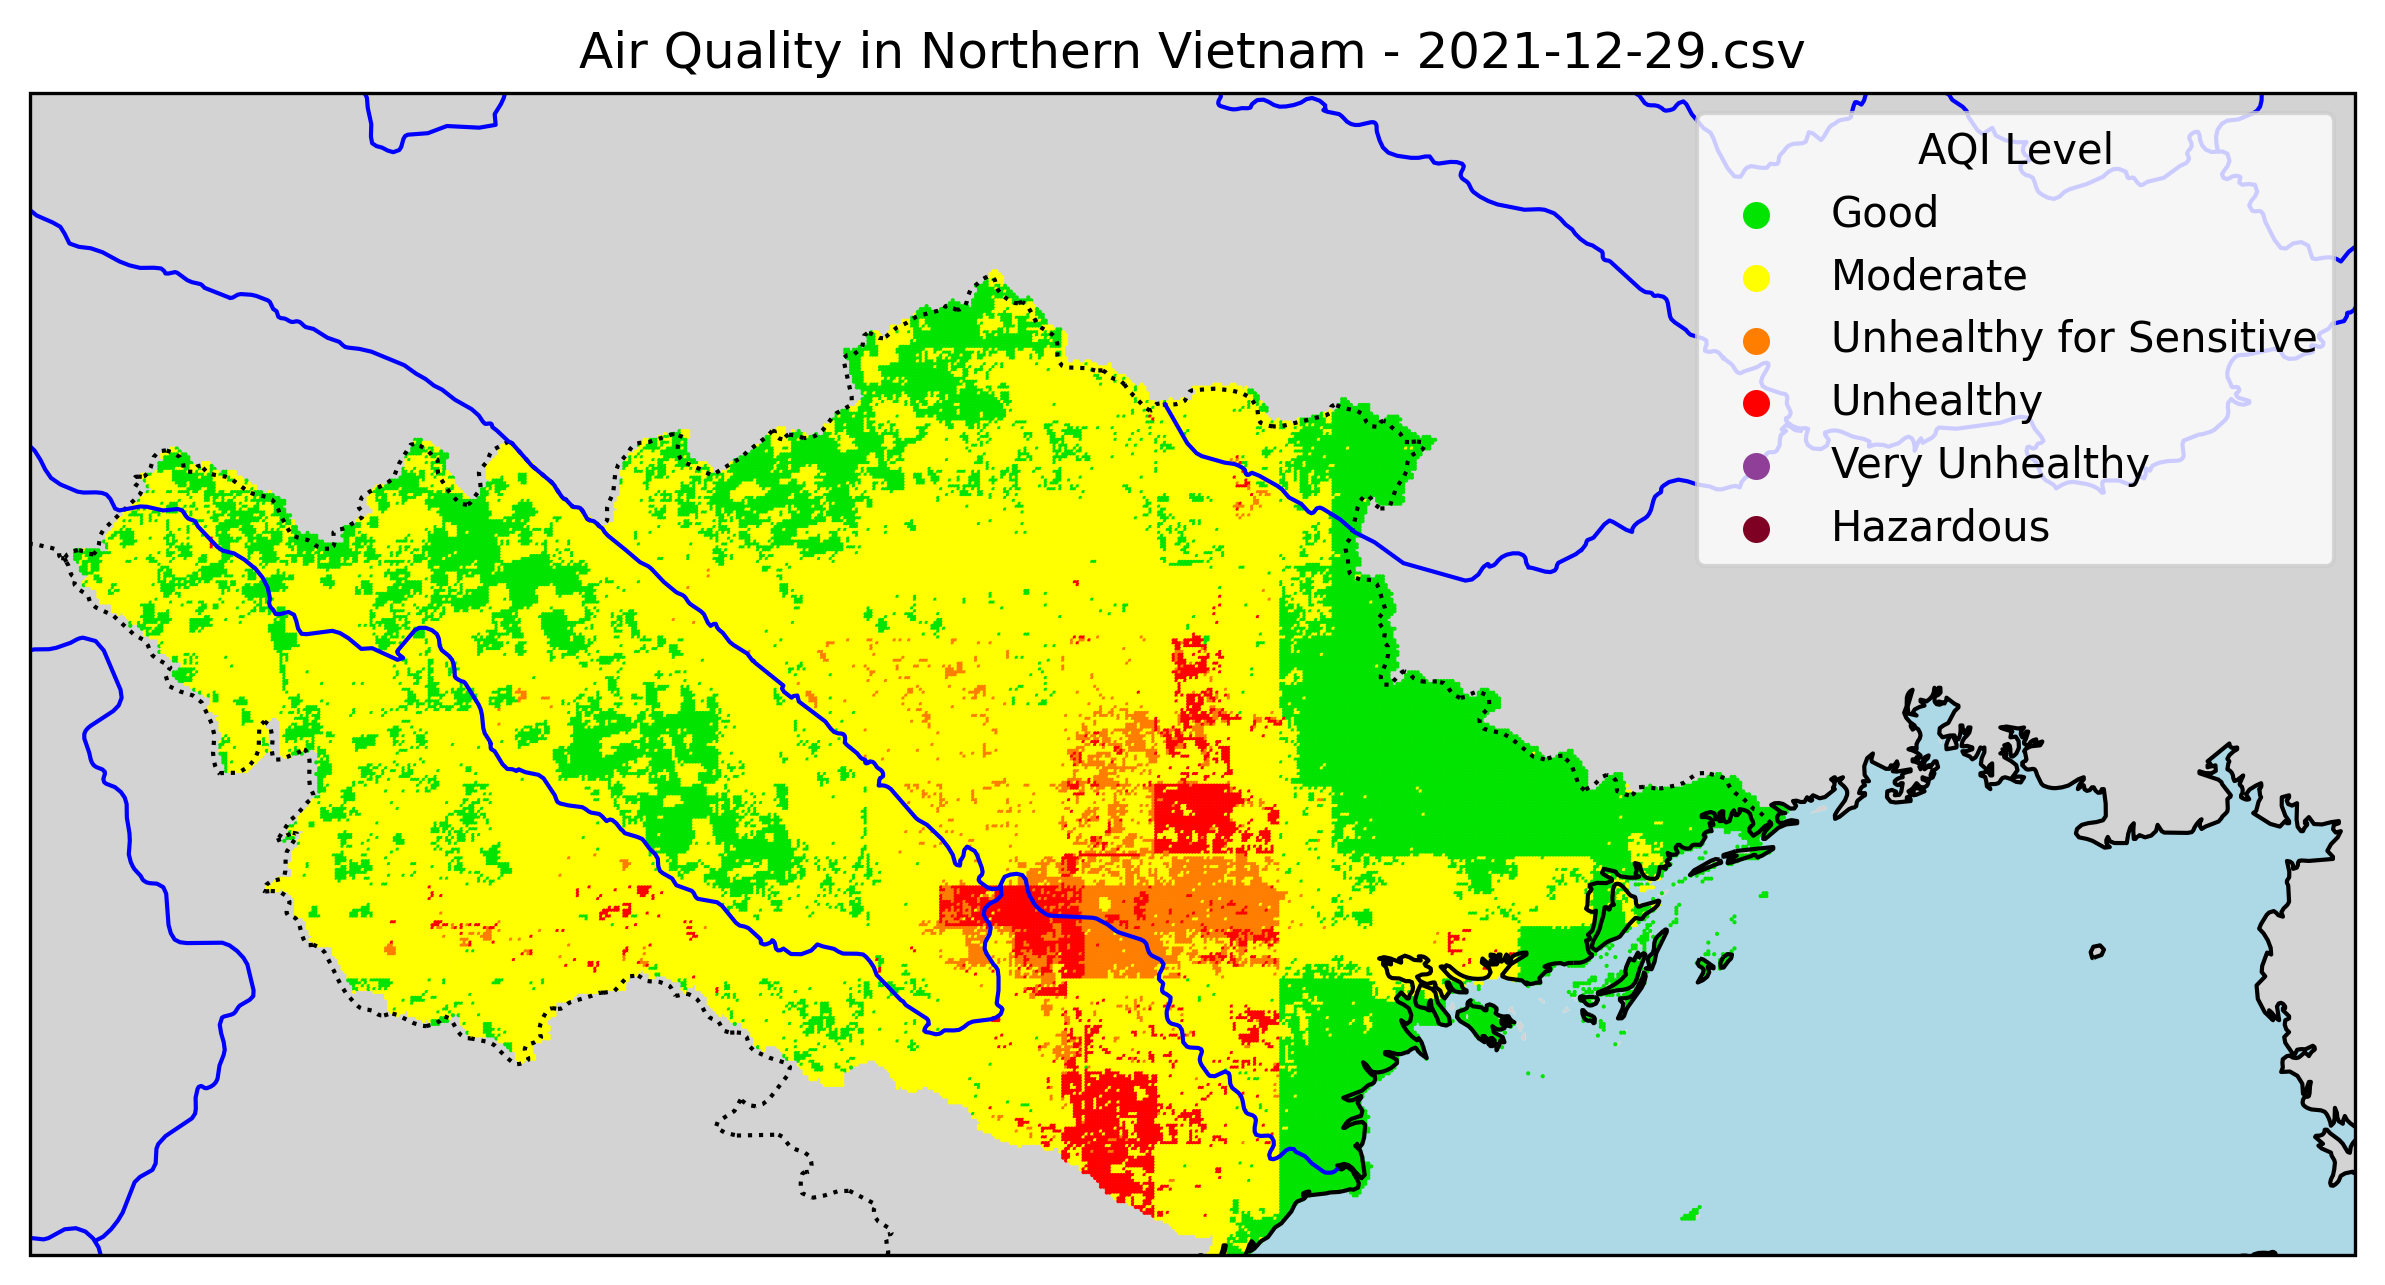 Air Quality in Northern Vietnam - 2021-12-29.csv
AQI Level
Good
Moderate
Unhealthy for Sensitive
Unhealthy
Very Unhealthy
Hazardous